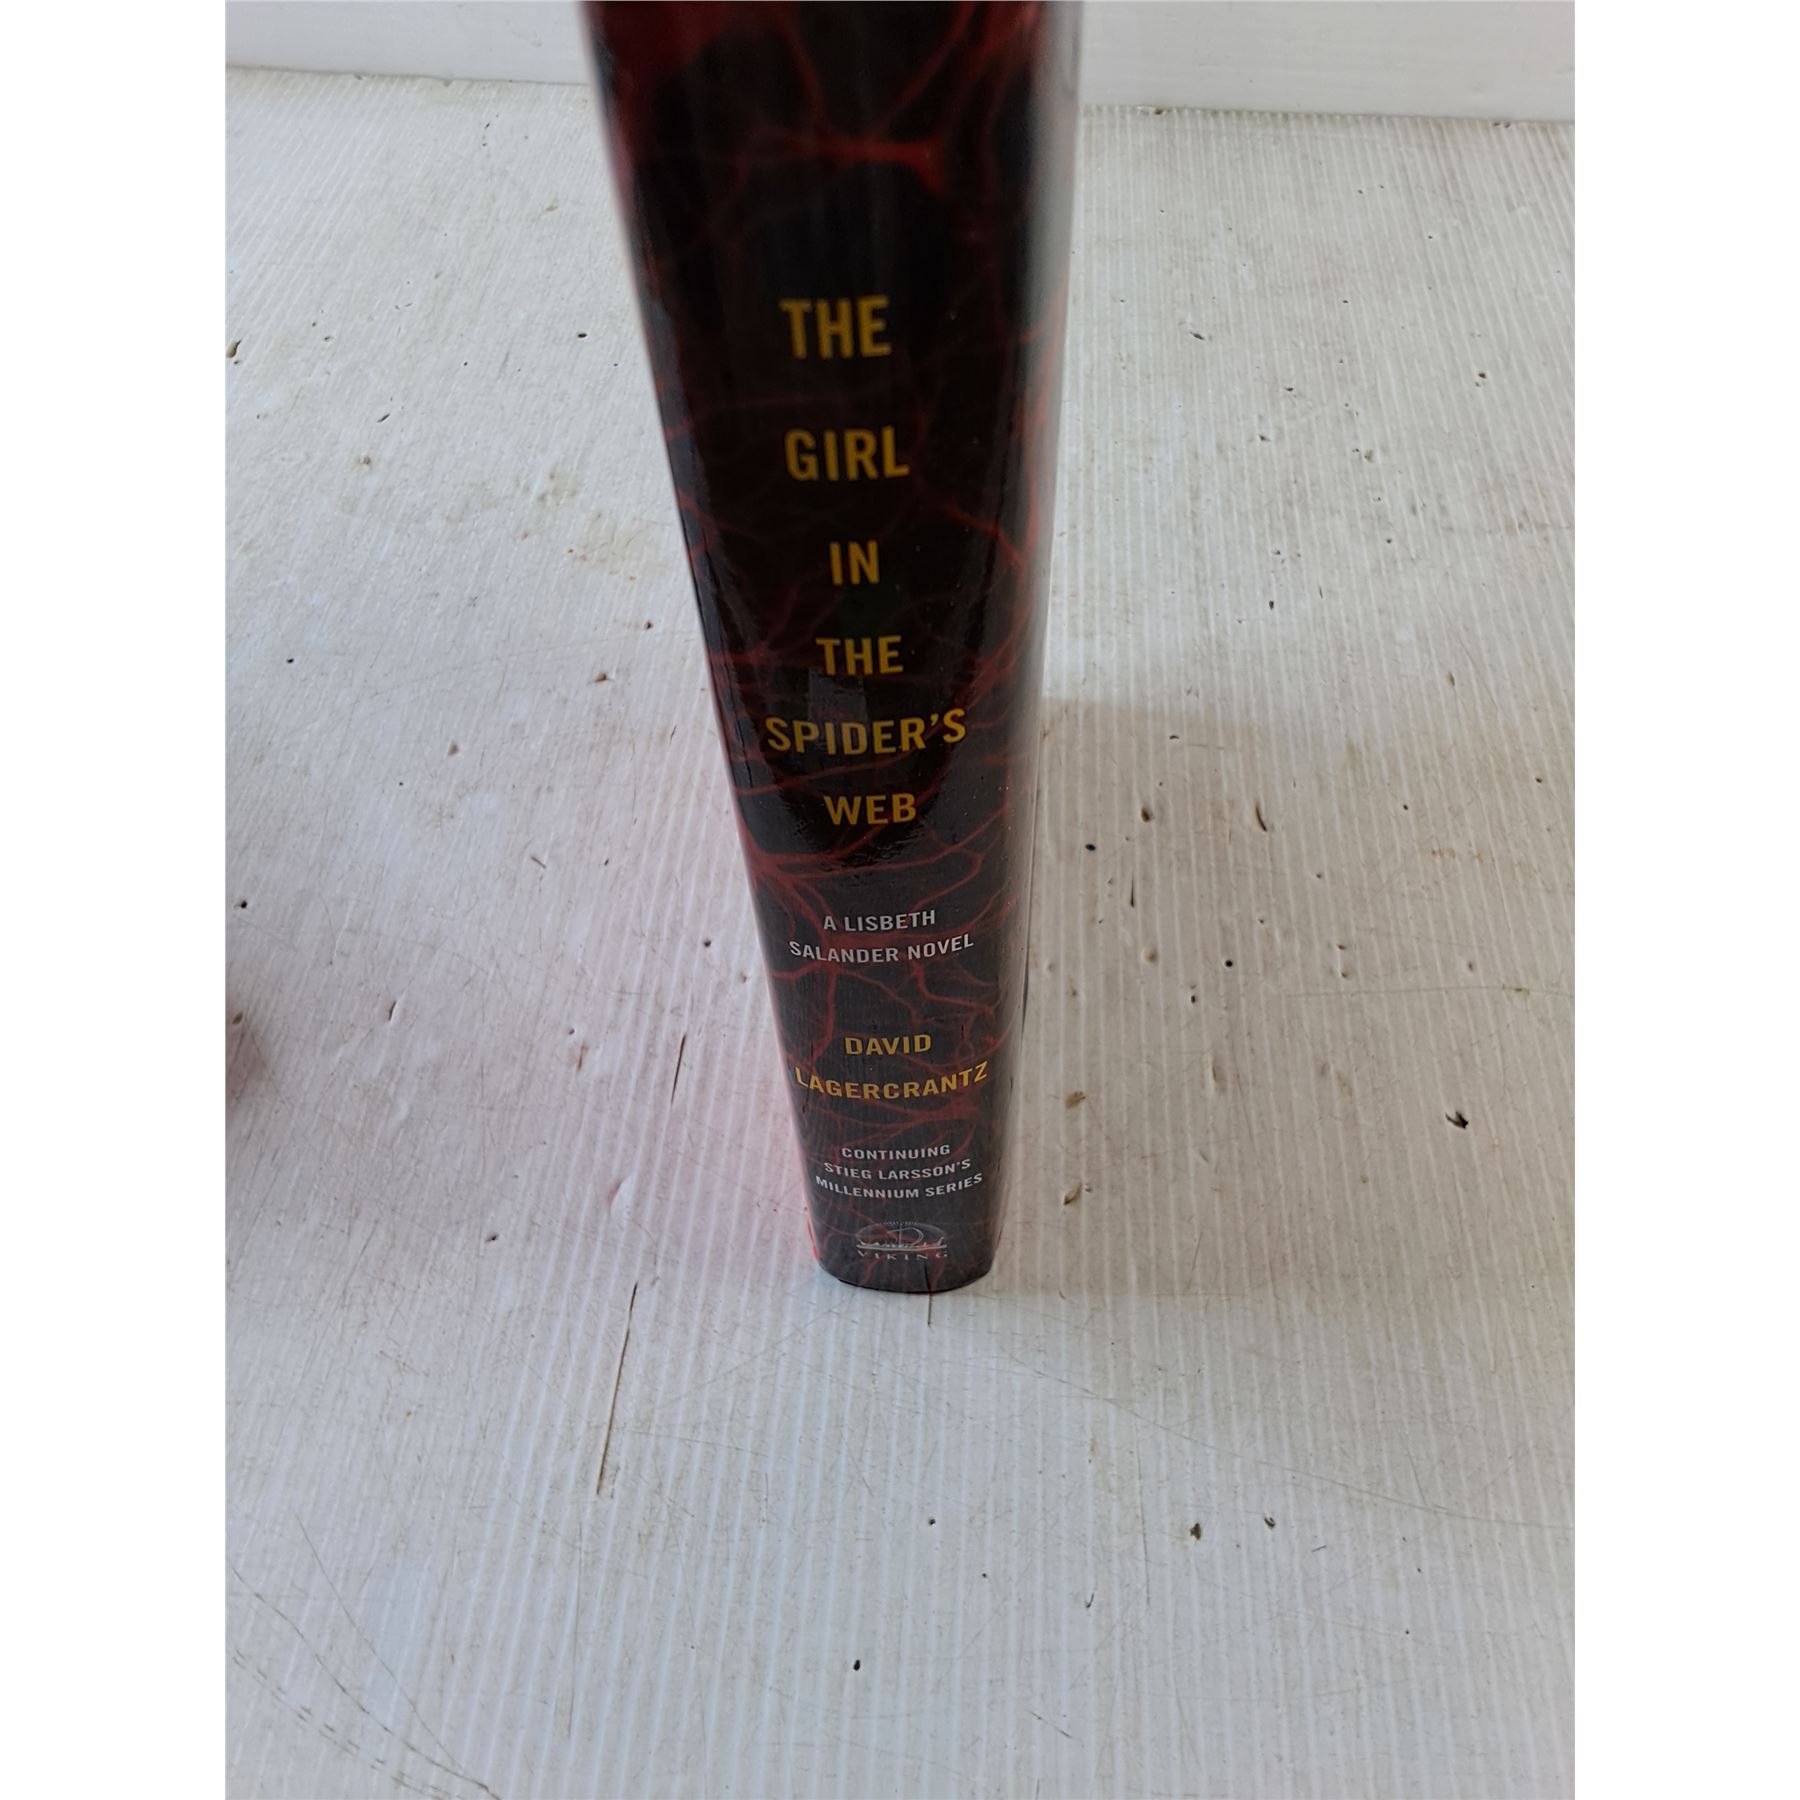 THE
GIRL
IN
THE
SPIDER'S
WEB
A LISBETH
SALANDER NOVEL
DAVID
LAGERCRANTZ
CONTINUING
STIEG LARSSON'S
MILLENNIUM SERIES
VIKING